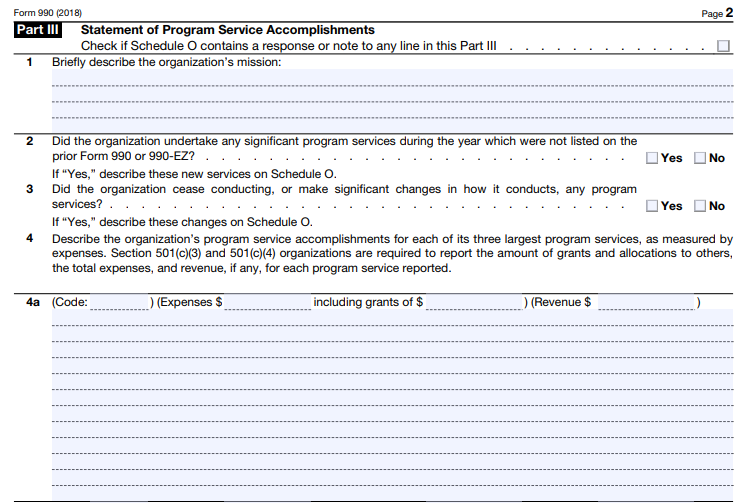 Form 990 (2018) Page 2
Part III Statement of Program Service Accomplishments
Check if Schedule O contains a response or note to any line in this Part III . . . . . . . . . . . . .
1 Briefly describe the organization's mission:
2 Did the organization undertake any significant program services during the year which were not listed on the
prior Form 990 or 990-EZ? . . . . . . . . . . . . . . . . . . . . . . . . . . Yes No
If "Yes," describe these new services on Schedule O.
3 Did the organization cease conducting, or make significant changes in how it conducts, any program
services? . . . . . . . . . . . . . . . . . . . . . . . . . . . . . . . Yes No
If "Yes," describe these changes on Schedule O.
4 Describe the organization's program service accomplishments for each of its three largest program services, as measured by
expenses. Section 501(c)(3) and 501(c)(4) organizations are required to report the amount of grants and allocations to others,
the total expenses, and revenue, if any, for each program service reported.
4a (Code: ) (Expenses $ including grants of $ ) (Revenue $ )